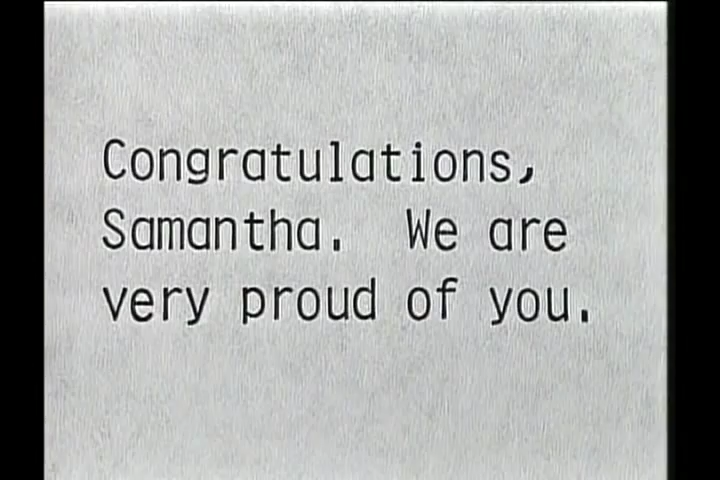 Congratulations,
Samantha.  We are
very proud of you.